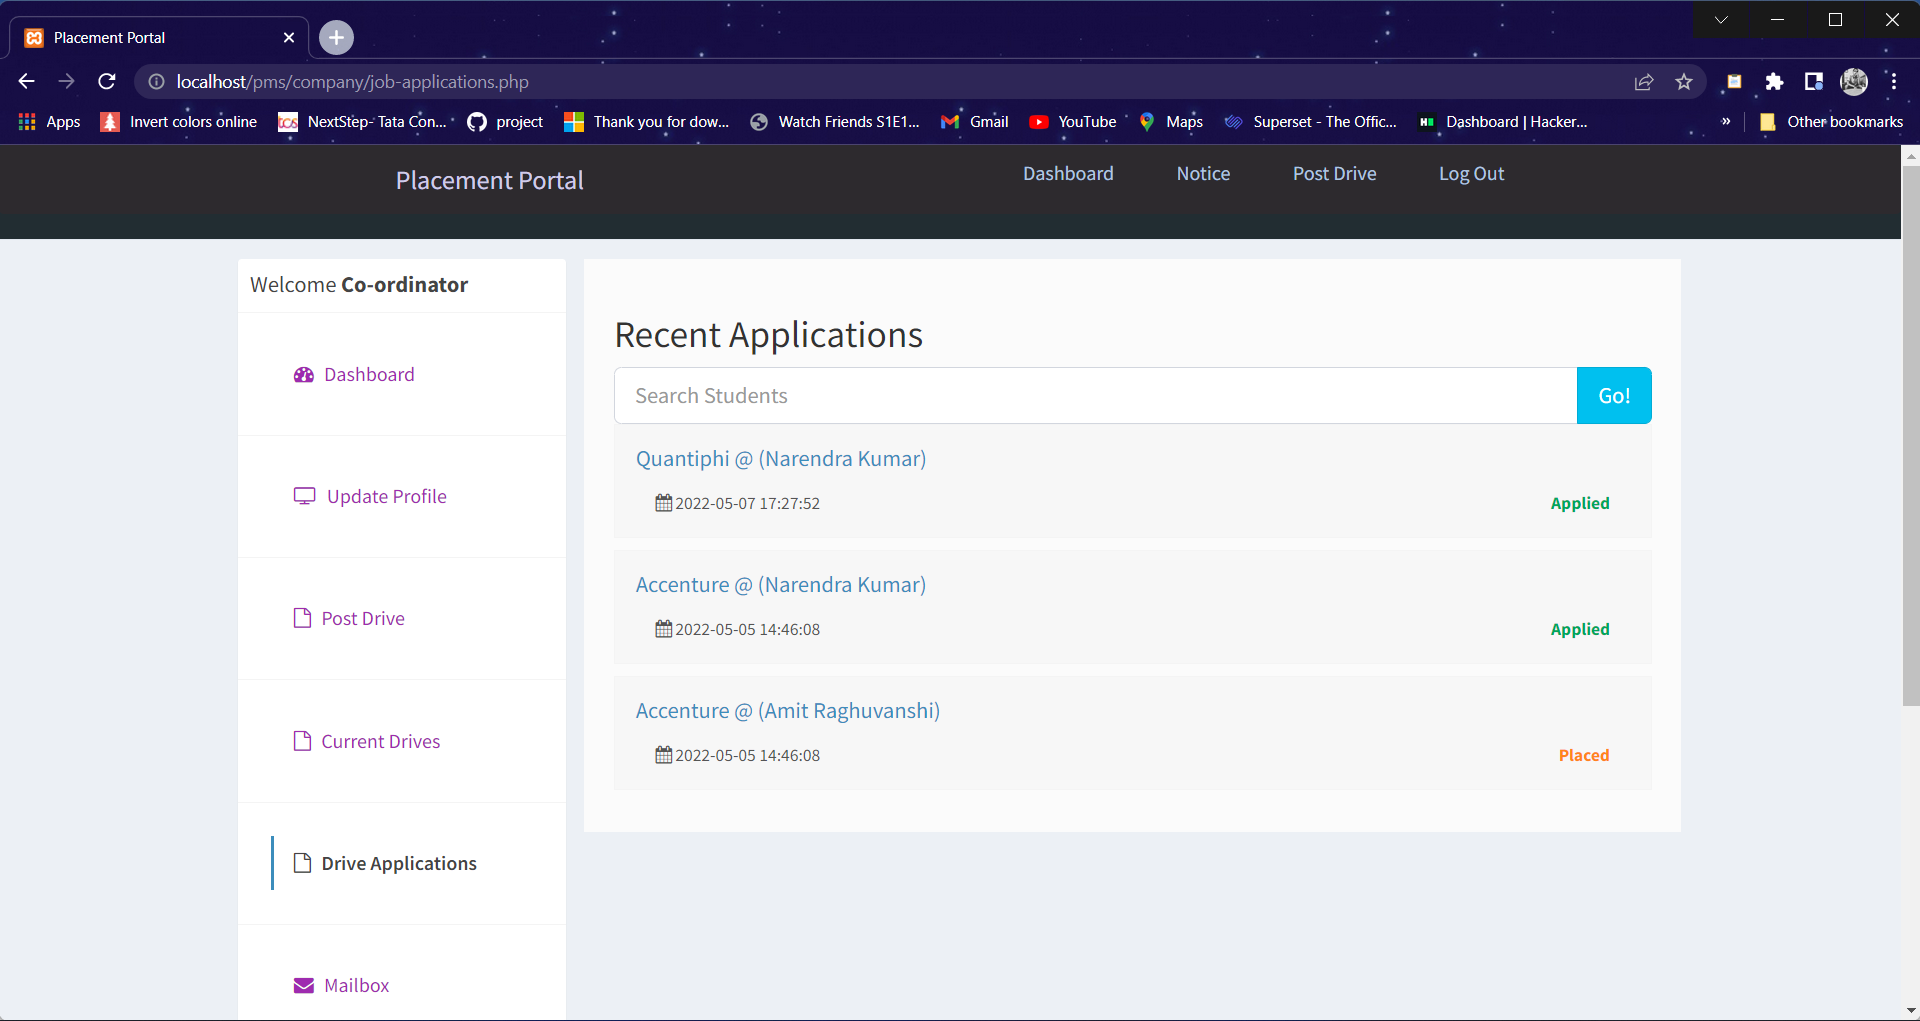 Placement Portal
localhost/pms/company/job-applications.php
Apps Invert colors online NextStep- Tata Con... project Thank you for dow... Watch Friends S1E1... Gmail YouTube Maps Superset - The Offic... Dashboard | Hacker... » Other bookmarks
Placement Portal Dashboard Notice Post Drive Log Out
Welcome Co-ordinator
Dashboard
Update Profile
Post Drive
Current Drives
Drive Applications
Mailbox
Recent Applications
Search Students Go!
Quantiphi @ (Narendra Kumar)
2022-05-07 17:27:52 Applied
Accenture @ (Narendra Kumar)
2022-05-05 14:46:08 Applied
Accenture @ (Amit Raghuvanshi)
2022-05-05 14:46:08 Placed